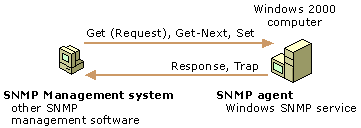 Windows 2000
computer
Get (Request), Get-Next, Set
Response, Trap
SNMP Management system
other SNMP
management software
SNMP agent
Windows SNMP service